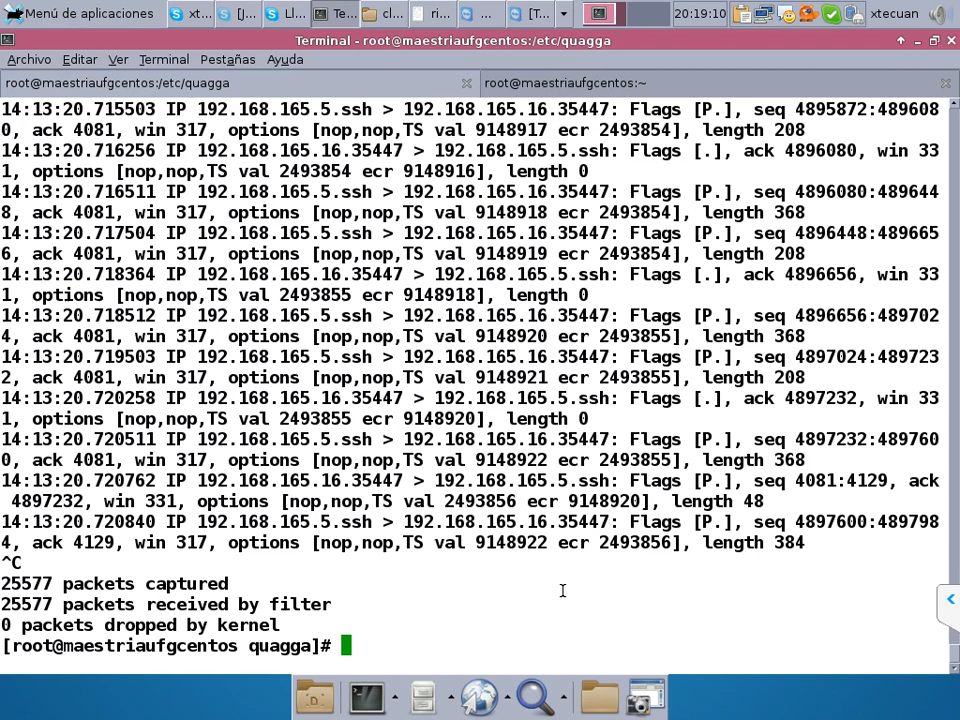 Menú de aplicaciones xt... [J... Ll... Te... cl... ri... ... [T... 20:19:10 xtecuan
Terminal - root@maestriaufgcentos:/etc/quagga
Archivo Editar Ver Terminal Pestañas Ayuda
root@maestriaufgcentos:/etc/quagga root@maestriaufgcentos:~
14:13:20.715503 IP 192.168.165.5.ssh > 192.168.165.16.35447: Flags [P.], seq 4895872:489608
0, ack 4081, win 317, options [nop,nop,TS val 9148917 ecr 2493854], length 208
14:13:20.716256 IP 192.168.165.16.35447 > 192.168.165.5.ssh: Flags [.], ack 4896080, win 33
1, options [nop,nop,TS val 2493854 ecr 9148916], length 0
14:13:20.716511 IP 192.168.165.5.ssh > 192.168.165.16.35447: Flags [P.], seq 4896080:489644
8, ack 4081, win 317, options [nop,nop,TS val 9148918 ecr 2493854], length 368
14:13:20.717504 IP 192.168.165.5.ssh > 192.168.165.16.35447: Flags [P.], seq 4896448:489665
6, ack 4081, win 317, options [nop,nop,TS val 9148919 ecr 2493854], length 208
14:13:20.718364 IP 192.168.165.16.35447 > 192.168.165.5.ssh: Flags [.], ack 4896656, win 33
1, options [nop,nop,TS val 2493855 ecr 9148918], length 0
14:13:20.718512 IP 192.168.165.5.ssh > 192.168.165.16.35447: Flags [P.], seq 4896656:489702
4, ack 4081, win 317, options [nop,nop,TS val 9148920 ecr 2493855], length 368
14:13:20.719503 IP 192.168.165.5.ssh > 192.168.165.16.35447: Flags [P.], seq 4897024:489723
2, ack 4081, win 317, options [nop,nop,TS val 9148921 ecr 2493855], length 208
14:13:20.720258 IP 192.168.165.16.35447 > 192.168.165.5.ssh: Flags [.], ack 4897232, win 33
1, options [nop,nop,TS val 2493855 ecr 9148920], length 0
14:13:20.720511 IP 192.168.165.5.ssh > 192.168.165.16.35447: Flags [P.], seq 4897232:489760
0, ack 4081, win 317, options [nop,nop,TS val 9148922 ecr 2493855], length 368
14:13:20.720762 IP 192.168.165.16.35447 > 192.168.165.5.ssh: Flags [P.], seq 4081:4129, ack
4897232, win 331, options [nop,nop,TS val 2493856 ecr 9148920], length 48
14:13:20.720840 IP 192.168.165.5.ssh > 192.168.165.16.35447: Flags [P.], seq 4897600:489798
4, ack 4129, win 317, options [nop,nop,TS val 9148922 ecr 2493856], length 384
^C
25577 packets captured
25577 packets received by filter
0 packets dropped by kernel
[root@maestriaufgcentos quagga]#